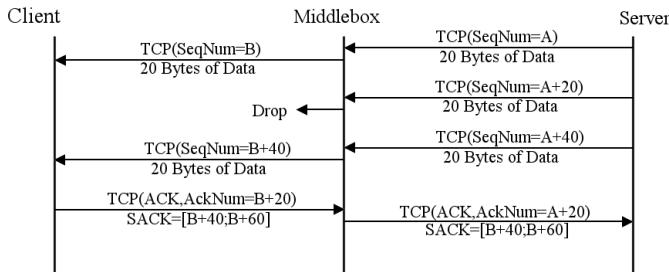 Client Middlebox Server
TCP(SeqNum=A)
20 Bytes of Data
TCP(SeqNum=B)
20 Bytes of Data
TCP(SeqNum=A+20)
20 Bytes of Data
Drop
TCP(SeqNum=A+40)
20 Bytes of Data
TCP(SeqNum=B+40)
20 Bytes of Data
TCP(ACK,AckNum=B+20)
SACK=[B+40;B+60]
TCP(ACK,AckNum=A+20)
SACK=[B+40;B+60]